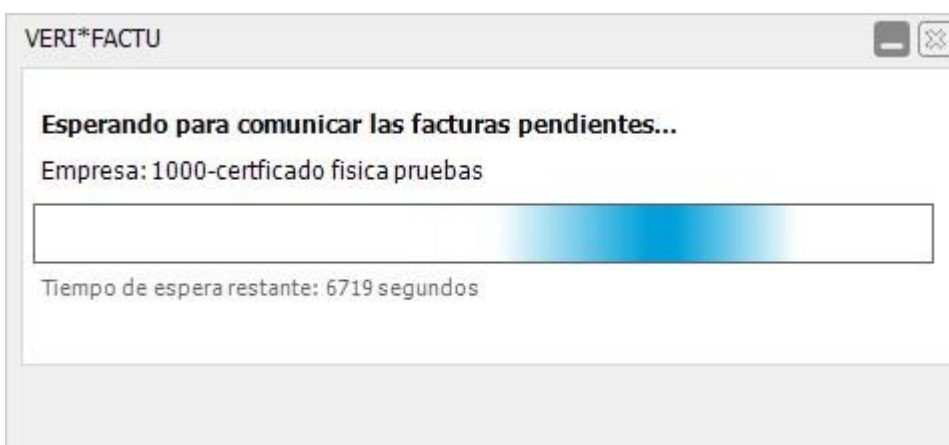 VERI*FACTU
Esperando para comunicar las facturas pendientes...
Empresa: 1000-certficado fisica pruebas
Tiempo de espera restante: 6719 segundos